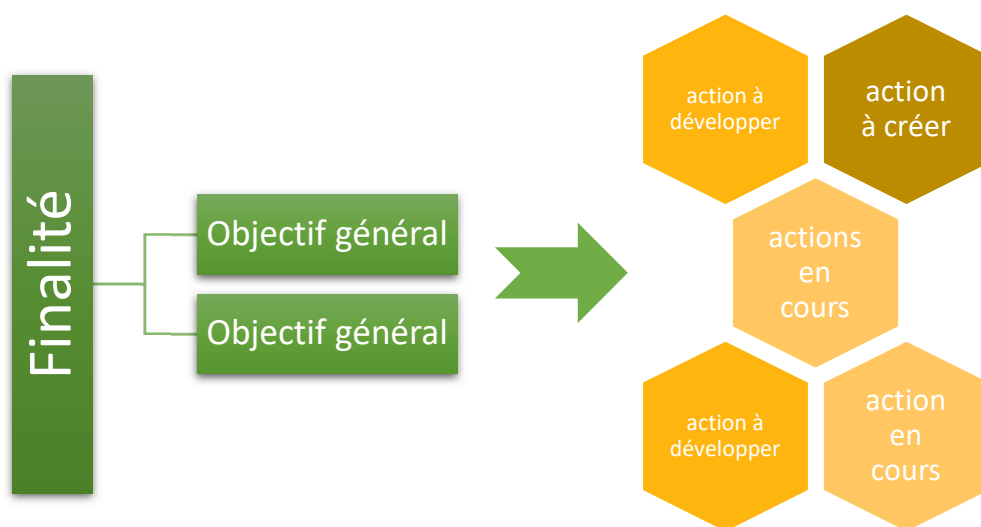 Finalité
Objectif général
Objectif général
action à
développer
action
à créer
actions
en
cours
action à
développer
action
en
cours